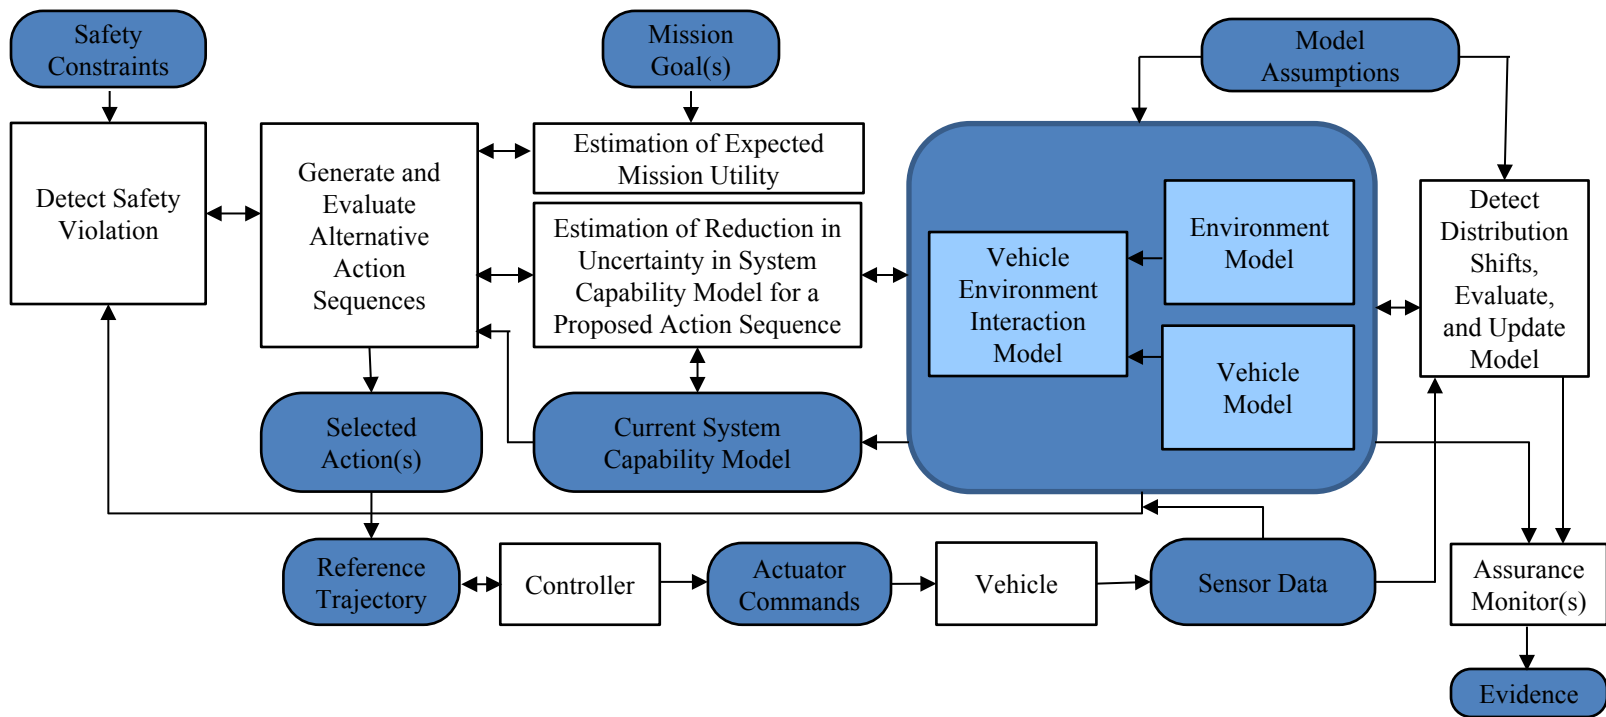 Safety
Constraints
Mission
Goal(s)
Model
Assumptions
Detect Safety
Violation
Generate and
Evaluate
Alternative
Action
Sequences
Estimation of Expected
Mission Utility
Estimation of Reduction in
Uncertainty in System
Capability Model for a
Proposed Action Sequence
Vehicle
Environment
Interaction
Model
Environment
Model
Vehicle
Model
Detect
Distribution
Shifts,
Evaluate,
and Update
Model
Selected
Action(s)
Current System
Capability Model
Reference
Trajectory
Controller
Actuator
Commands
Vehicle
Sensor Data
Assurance
Monitor(s)
Evidence